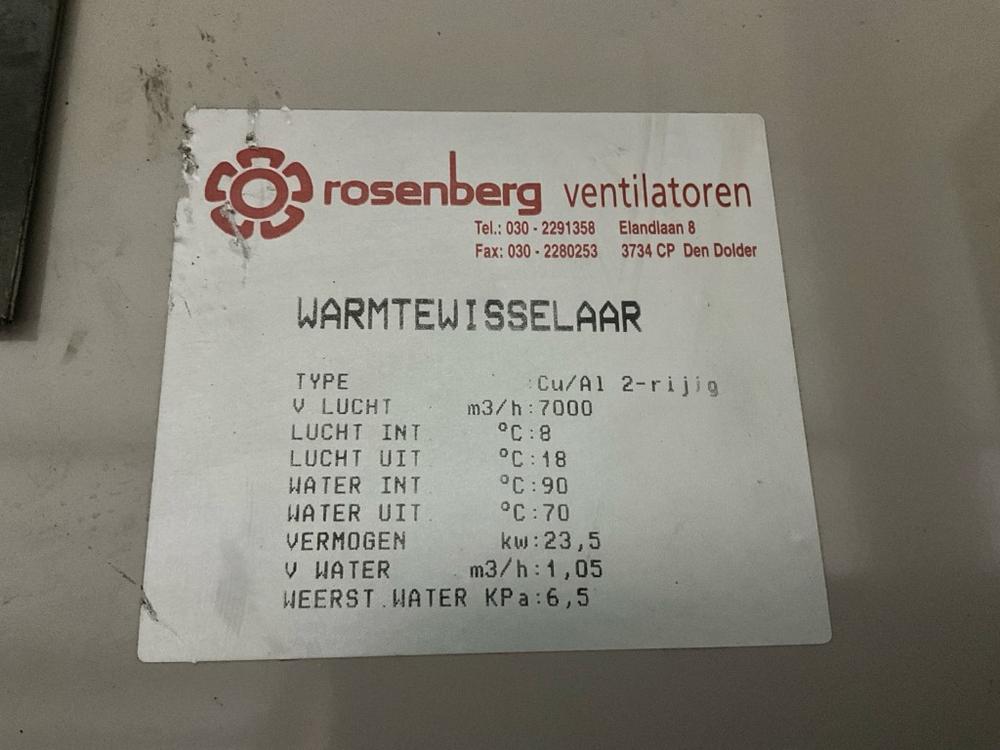 rosenberg ventilatoren
Tel.: 030 - 2291358 Elandlaan 8
Fax: 030 - 2280253 3734 CP Den Dolder
WARMTEWISSELAAR
TYPE :Cu/Al 2-rijig
V LUCHT m3/h:7000
LUCHT INT. °C:8
LUCHT UIT. °C:18
WATER INT. °C:90
WATER UIT. °C:70
VERMOGEN kw:23,5
V WATER m3/h:1,05
WEERST.WATER KPa:6,5